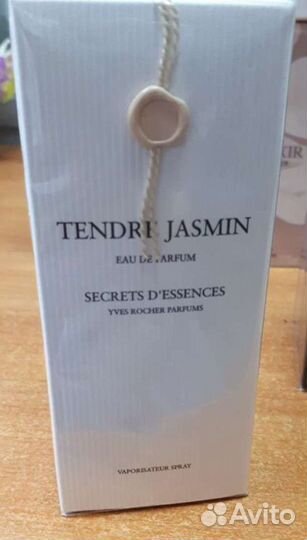 TENDRE JASMIN
EAU DE PARFUM
SECRETS D'ESSENCES
YVES ROCHER PARFUMS
VAPORISATEUR SPRAY
Avito